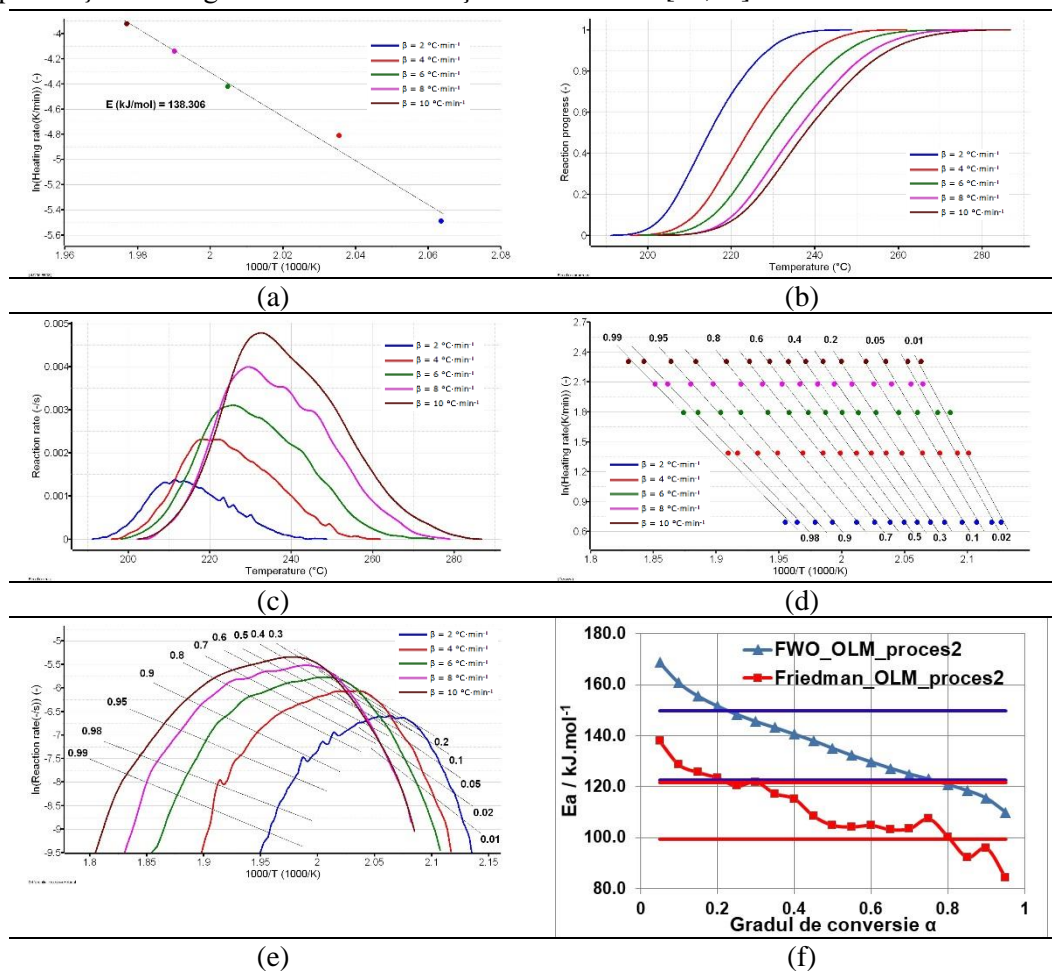 -4
-4.2
-4.4
-4.6
-4.8
-5
-5.2
-5.4
-5.6
ln(Heating rate(K/min)) (-)
E (kJ/mol) = 138.306
β = 2 °C·min⁻¹
β = 4 °C·min⁻¹
β = 6 °C·min⁻¹
β = 8 °C·min⁻¹
β = 10 °C·min⁻¹
1.96 1.98 2 2.02 2.04 2.06 2.08
1000/T (1000/K)
1
0.8
0.6
0.4
0.2
0
Reaction progress (-)
β = 2 °C·min⁻¹
β = 4 °C·min⁻¹
β = 6 °C·min⁻¹
β = 8 °C·min⁻¹
β = 10 °C·min⁻¹
200 220 240 260 280
Temperature (°C)
(a) (b)
0.005
0.004
0.003
0.002
0.001
0
Reaction rate (-/s)
β = 2 °C·min⁻¹
β = 4 °C·min⁻¹
β = 6 °C·min⁻¹
β = 8 °C·min⁻¹
β = 10 °C·min⁻¹
200 220 240 260 280
Temperature (°C)
2.7
2.4
2.1
1.8
1.5
1.2
0.9
0.6
ln(Heating rate(K/min)) (-)
0.99 0.95 0.8 0.6 0.4 0.2 0.05 0.01
β = 2 °C·min⁻¹
β = 4 °C·min⁻¹
β = 6 °C·min⁻¹
β = 8 °C·min⁻¹
β = 10 °C·min⁻¹
0.98 0.9 0.7 0.5 0.3 0.1 0.02
1.8 1.85 1.9 1.95 2 2.05 2.1
1000/T (1000/K)
(c) (d)
-5
-5.5
-6
-6.5
-7
-7.5
-8
-8.5
-9
-9.5
ln(Reaction rate(-/s)) (-)
0.6 0.5 0.4 0.3
0.7
0.8
0.9
0.95
0.98
0.99
β = 2 °C·min⁻¹
β = 4 °C·min⁻¹
β = 6 °C·min⁻¹
β = 8 °C·min⁻¹
β = 10 °C·min⁻¹
0.2
0.1
0.05
0.02
0.01
1.8 1.85 1.9 1.95 2 2.05 2.1 2.15
1000/T (1000/K)
180.0
160.0
140.0
120.0
100.0
80.0
Ea / kJ.mol⁻¹
FWO_OLM_proces2
Friedman_OLM_proces2
0 0.2 0.4 0.6 0.8 1
Gradul de conversie α
(e) (f)